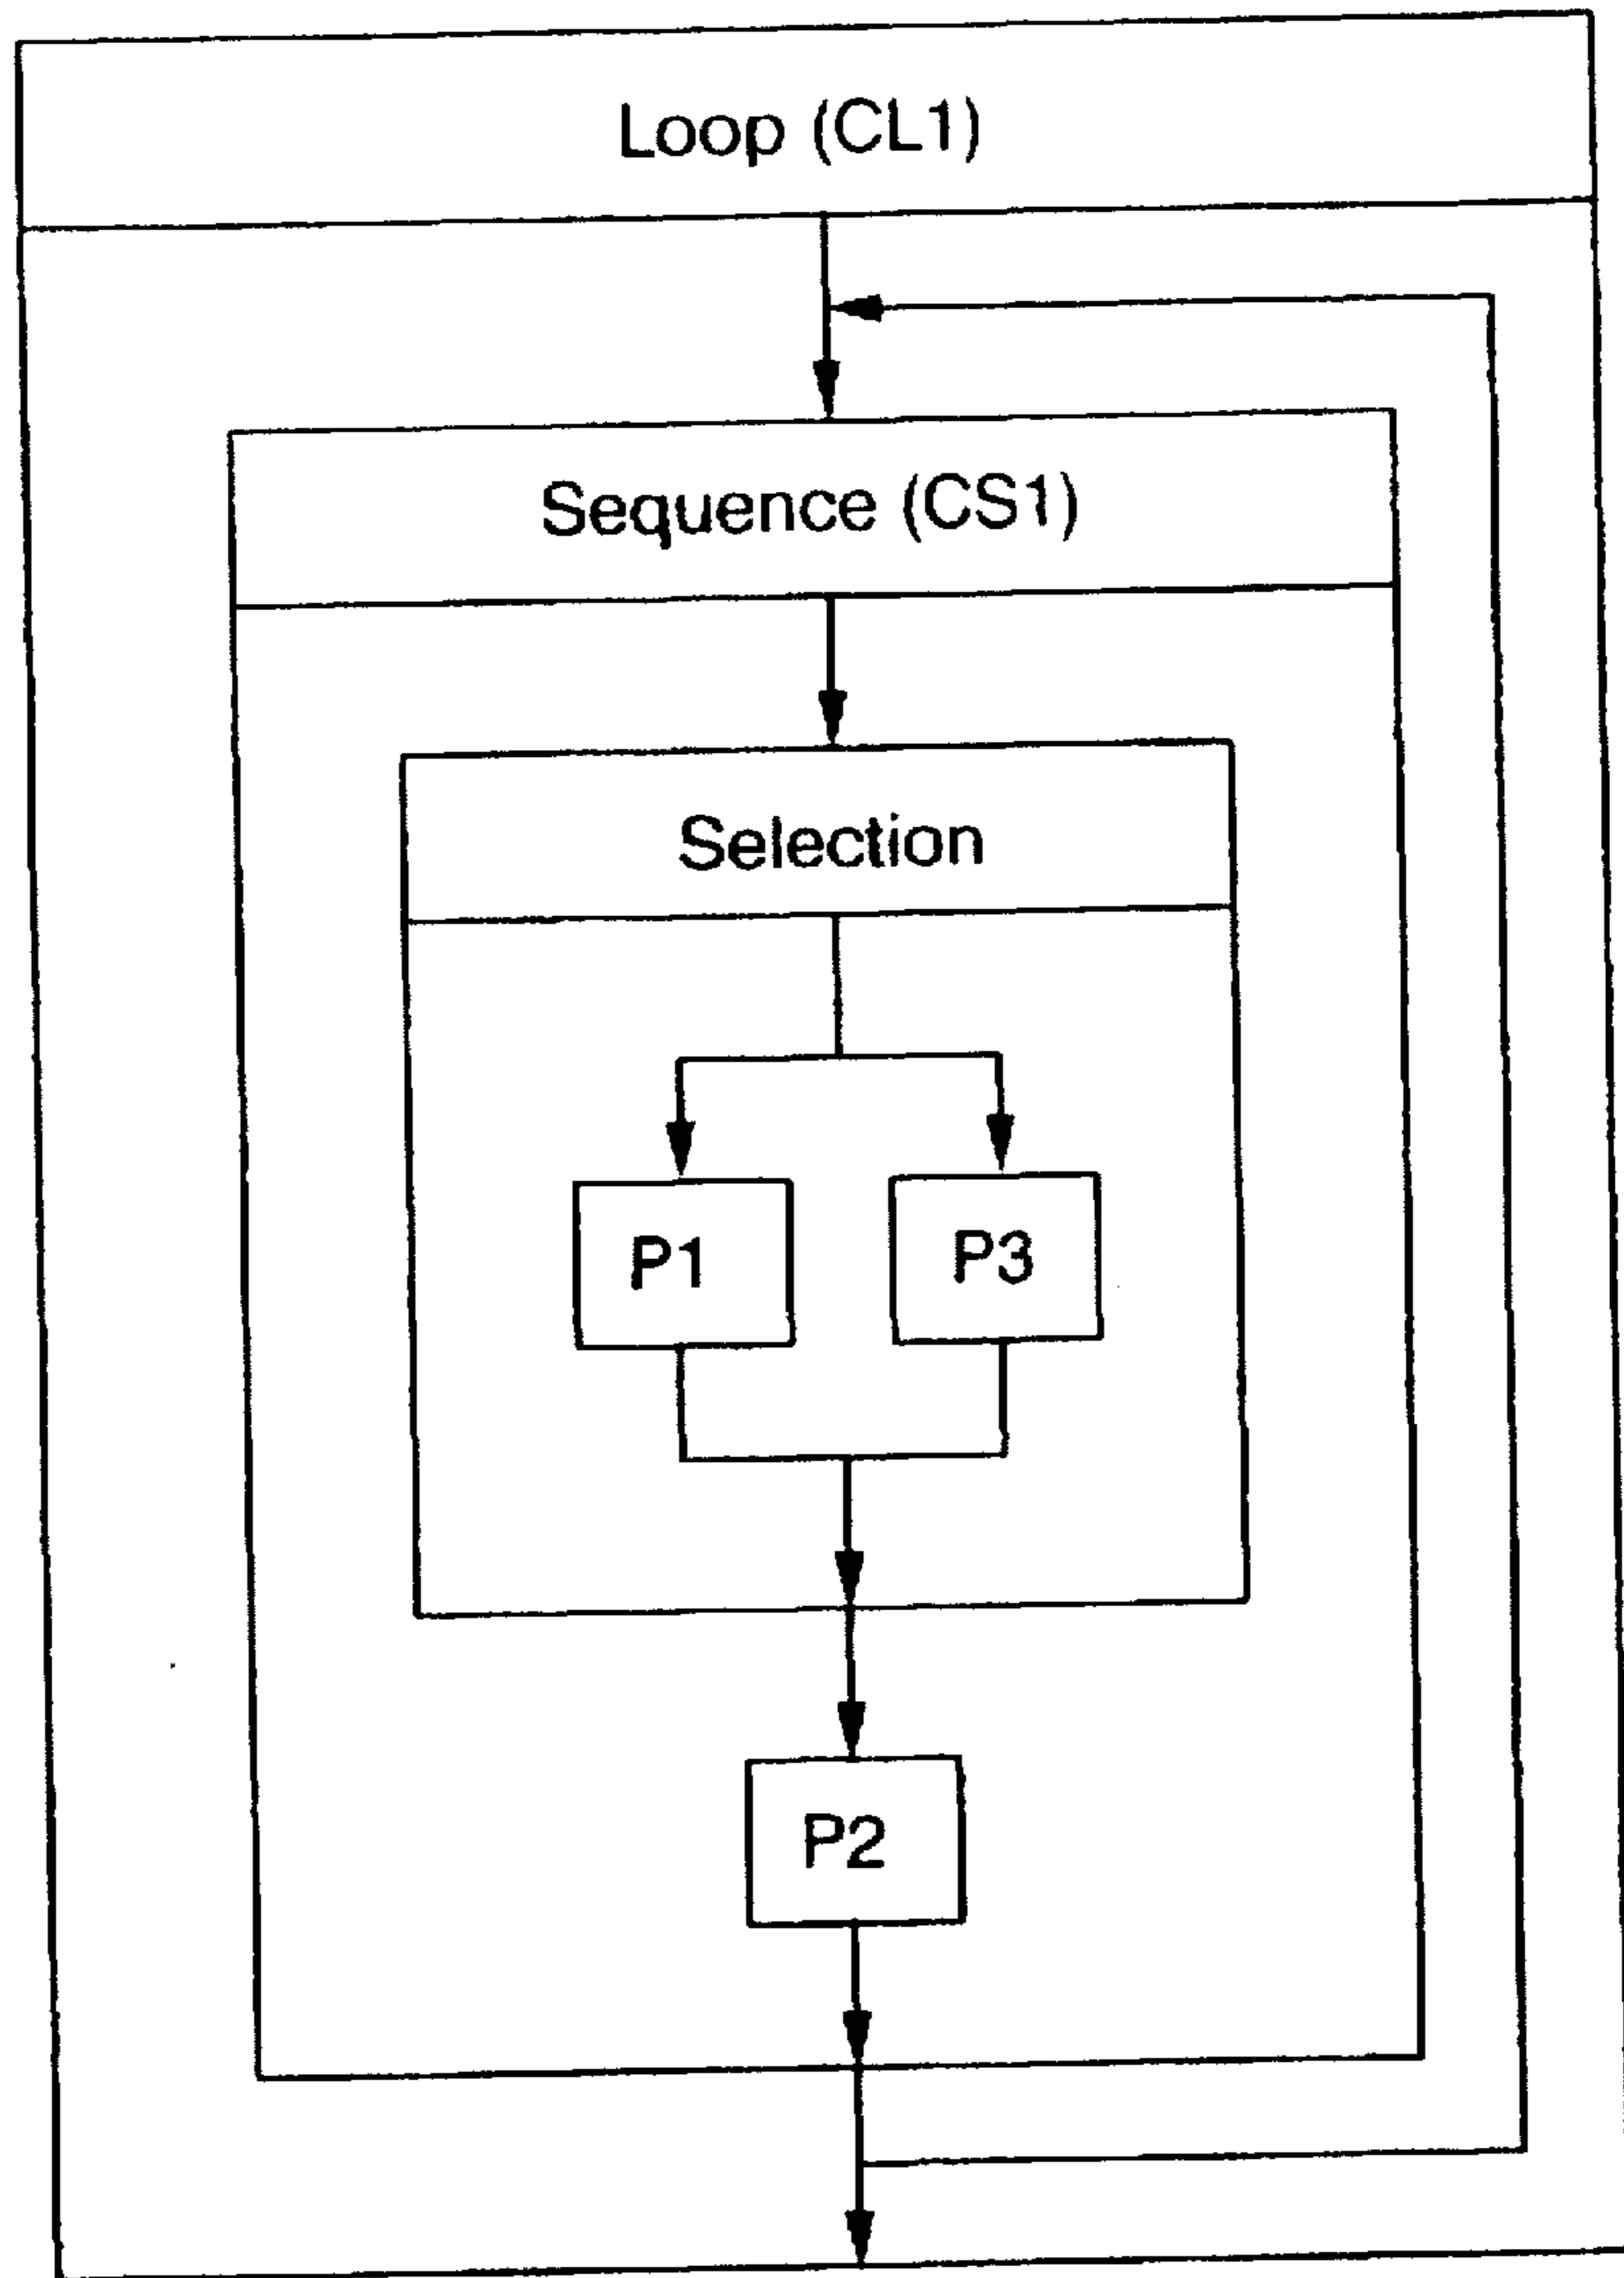 Loop (CL1)
Sequence (CS1)
Selection
P1
P3
P2